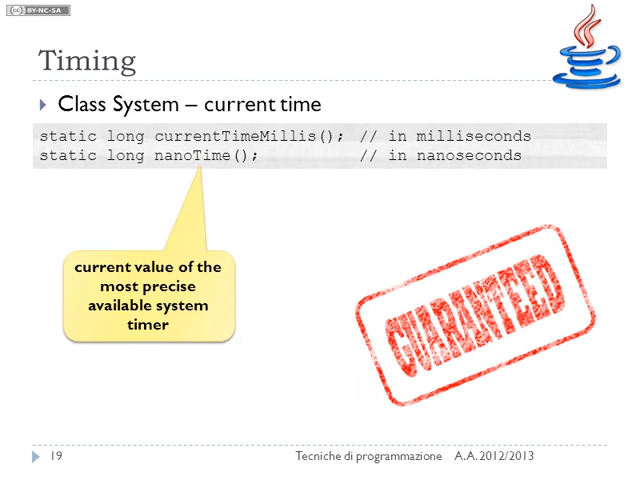 BY-NC-SA
Timing
Class System – current time
static long currentTimeMillis(); // in milliseconds
static long nanoTime(); // in nanoseconds
current value of the
most precise
available system
timer
GUARANTEED
19
Tecniche di programmazione A.A. 2012/2013